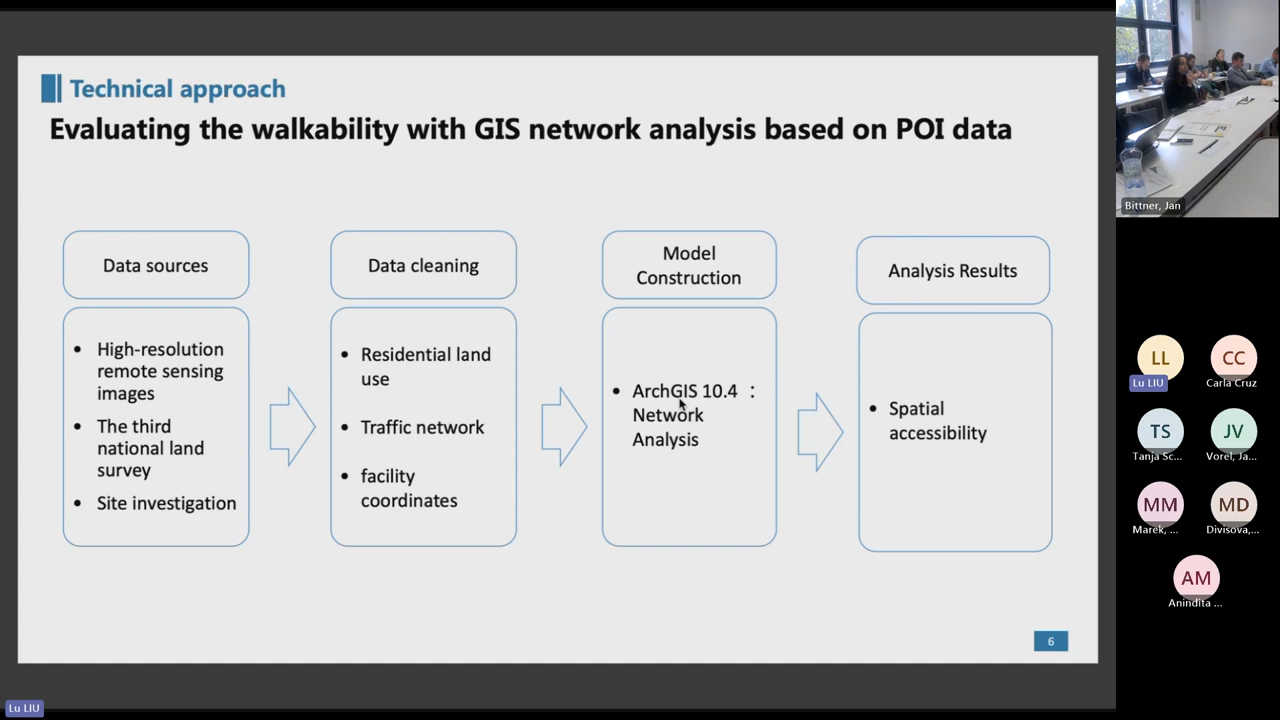 Technical approach
Evaluating the walkability with GIS network analysis based on POI data
Data sources
• High-resolution
remote sensing
images
• The third
national land
survey
• Site investigation
Data cleaning
• Residential land
use
• Traffic network
• facility
coordinates
Model
Construction
• ArchGIS 10.4 ：
Network
Analysis
Analysis Results
• Spatial
accessibility
6
Lu LIU
Bittner, Jan
LL
Lu LIU
CC
Carla Cruz
TS
Tanja Sc...
JV
Vorel, Ja...
MM
Marek, ...
MD
Divisova,...
AM
Anindita ...